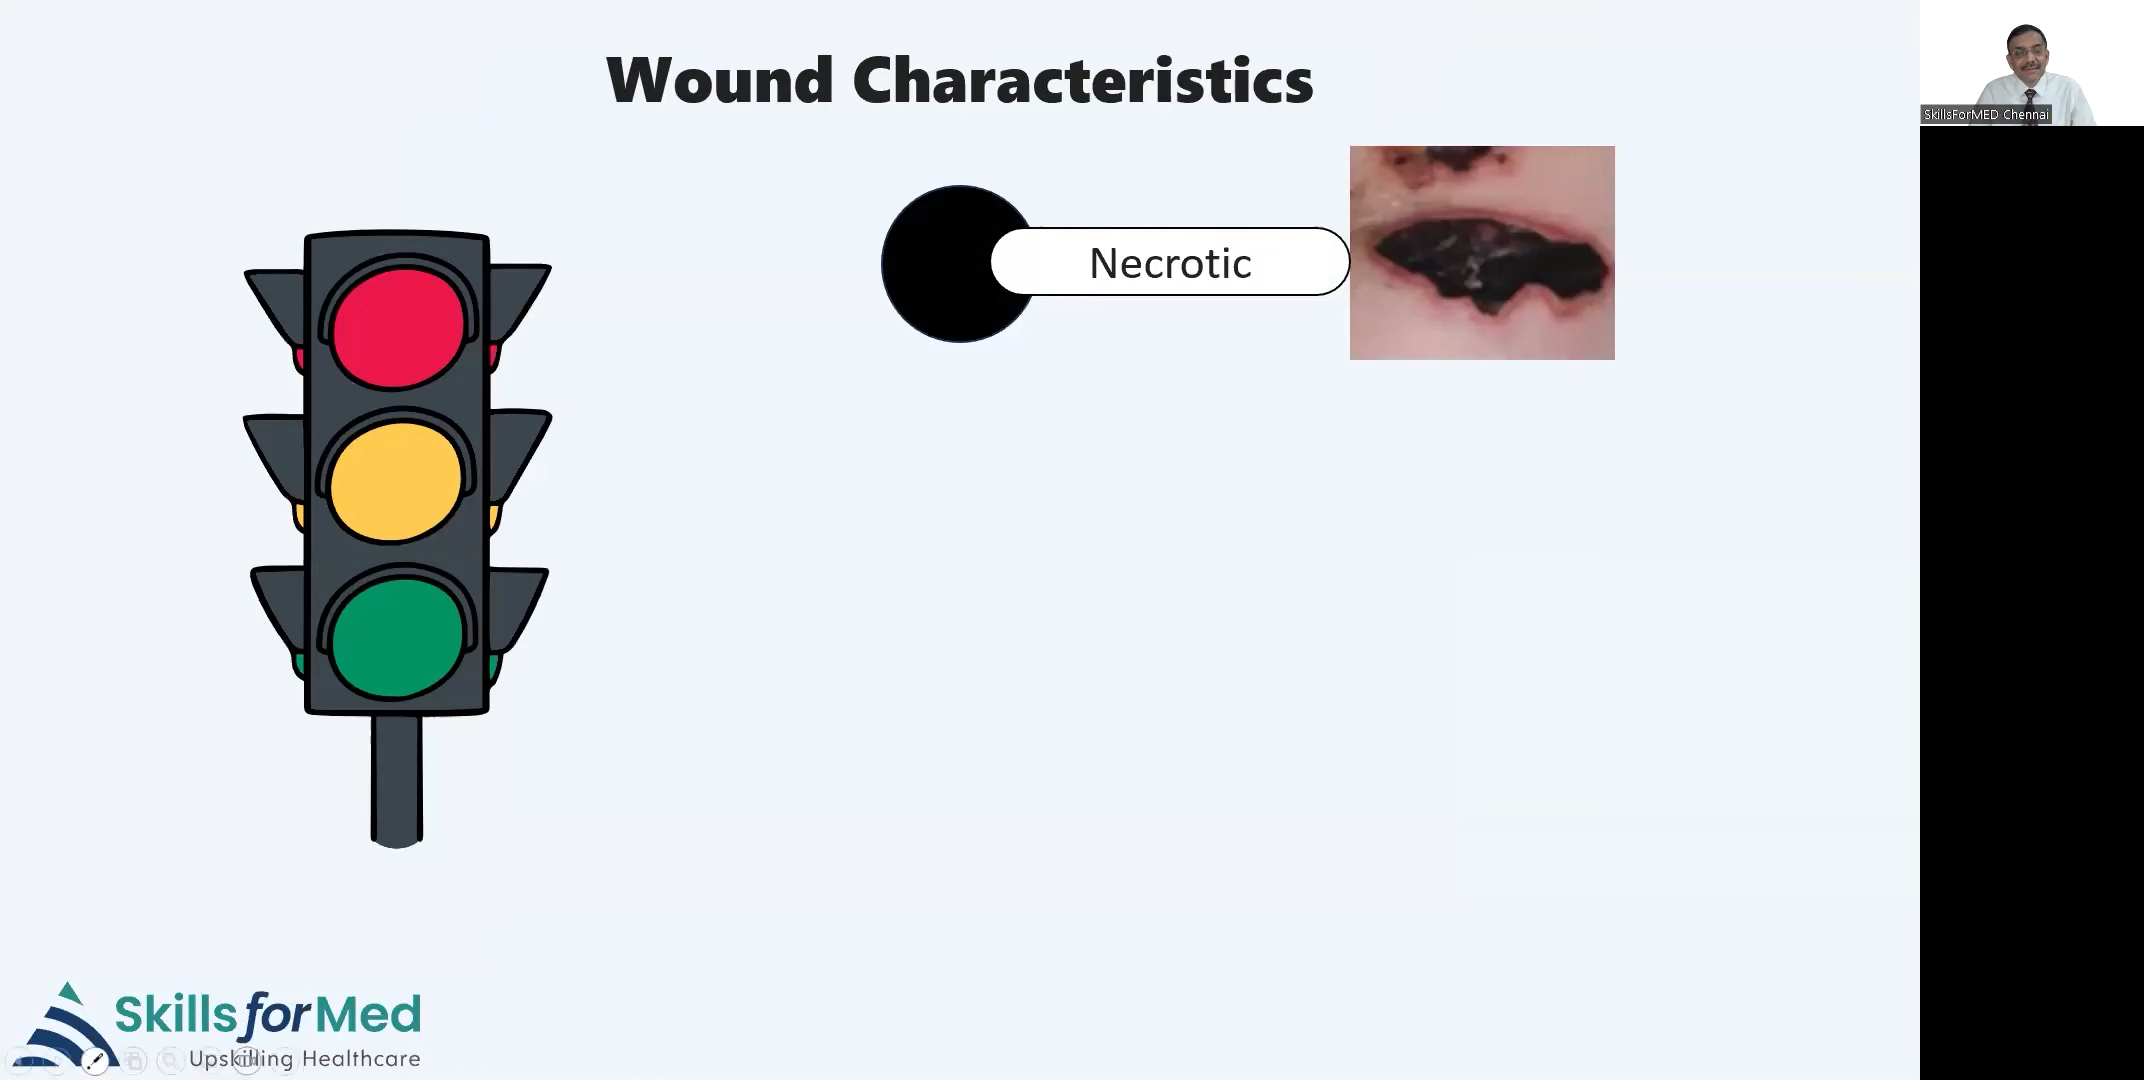 Wound Characteristics
SkillsForMED Chennai
Necrotic
SkillsforMed
Upskilling Healthcare